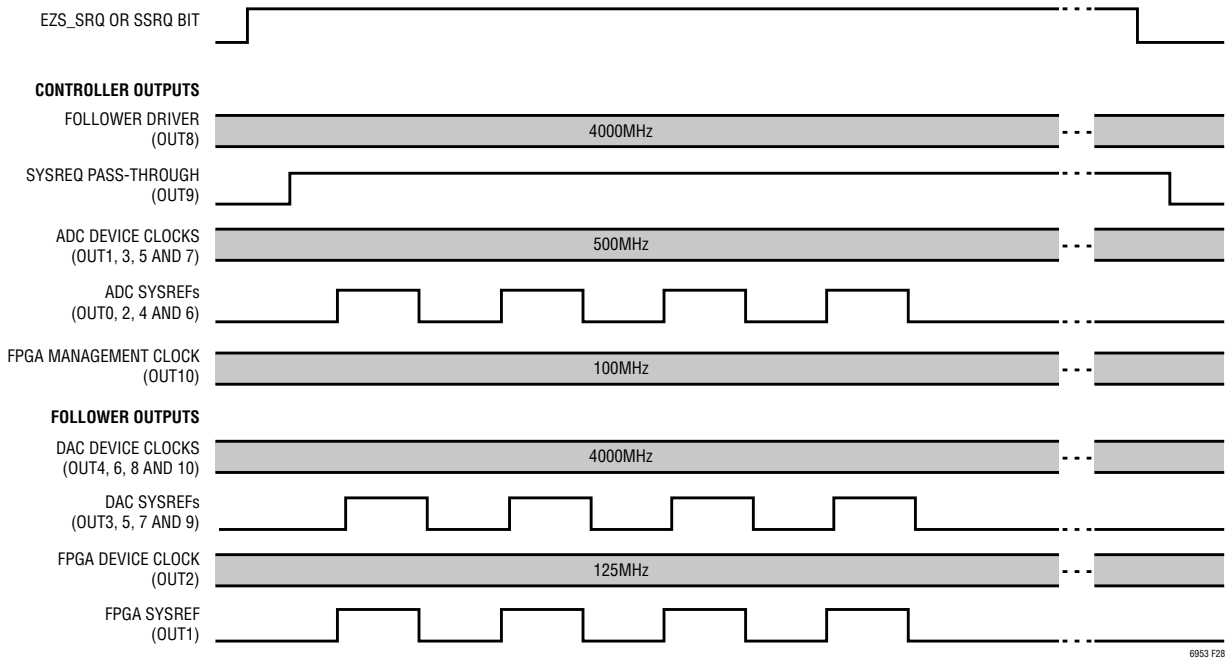 EZS_SRQ OR SSRQ BIT
CONTROLLER OUTPUTS
FOLLOWER DRIVER
(OUT8)
4000MHz
SYSREQ PASS-THROUGH
(OUT9)
ADC DEVICE CLOCKS
(OUT1, 3, 5 AND 7)
500MHz
ADC SYSREFs
(OUT0, 2, 4 AND 6)
FPGA MANAGEMENT CLOCK
(OUT10)
100MHz
FOLLOWER OUTPUTS
DAC DEVICE CLOCKS
(OUT4, 6, 8 AND 10)
4000MHz
DAC SYSREFs
(OUT3, 5, 7 AND 9)
FPGA DEVICE CLOCK
(OUT2)
125MHz
FPGA SYSREF
(OUT1)
6953 F28